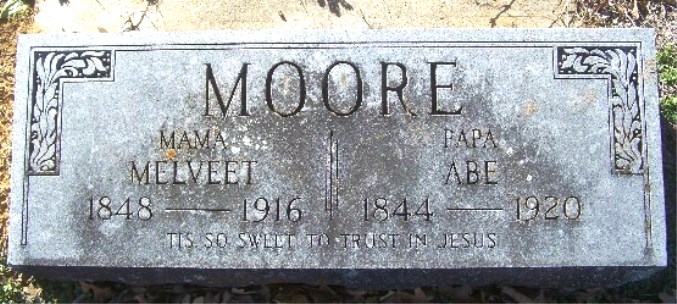 MOORE
MAMA PAPA
MELVEET ABE
1848 — 1916 1844 — 1920
TIS SO SWEET TO TRUST IN JESUS